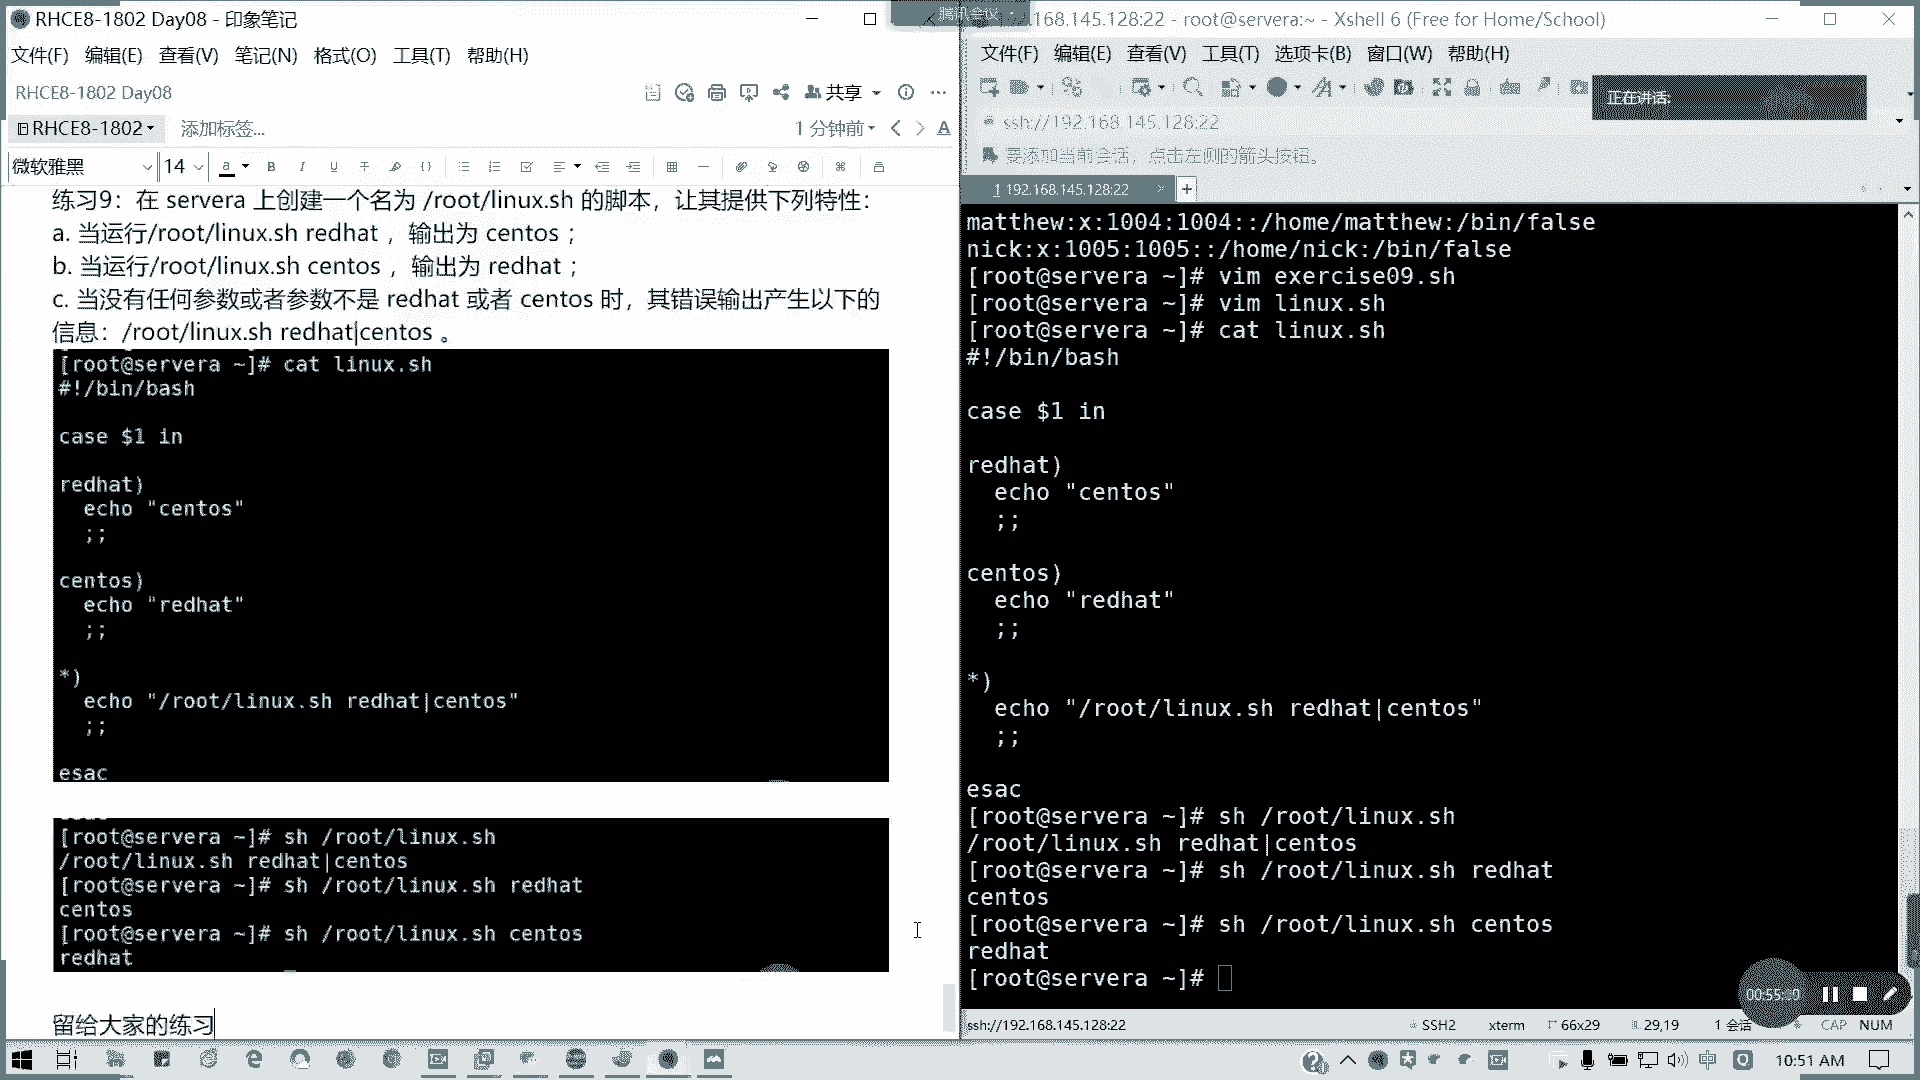 RHCE8-1802 Day08 - 印象笔记
文件(F) 编辑(E) 查看(V) 笔记(N) 格式(O) 工具(T) 帮助(H)
RHCE8-1802 Day08
共享
RHCE8-1802
添加标签...
1 分钟前
微软雅黑
14
练习9：在 servera 上创建一个名为 /root/linux.sh 的脚本，让其提供下列特性：
a. 当运行/root/linux.sh redhat ，输出为 centos ；
b. 当运行/root/linux.sh centos ，输出为 redhat ；
c. 当没有任何参数或者参数不是 redhat 或者 centos 时，其错误输出产生以下的
信息：/root/linux.sh redhat|centos 。
[root@servera ~]# cat linux.sh
#!/bin/bash
case $1 in
redhat)
echo "centos"
;;
centos)
echo "redhat"
;;
*)
echo "/root/linux.sh redhat|centos"
;;
esac
[root@servera ~]# sh /root/linux.sh
/root/linux.sh redhat|centos
[root@servera ~]# sh /root/linux.sh redhat
centos
[root@servera ~]# sh /root/linux.sh centos
redhat
留给大家的练习
腾讯会议
.168.145.128:22 - root@servera:~ - Xshell 6 (Free for Home/School)
文件(F) 编辑(E) 查看(V) 工具(T) 选项卡(B) 窗口(W) 帮助(H)
正在讲话:
ssh://192.168.145.128:22
要添加当前会话，点击左侧的箭头按钮。
1 192.168.145.128:22
matthew:x:1004:1004::/home/matthew:/bin/false
nick:x:1005:1005::/home/nick:/bin/false
[root@servera ~]# vim exercise09.sh
[root@servera ~]# vim linux.sh
[root@servera ~]# cat linux.sh
#!/bin/bash
case $1 in
redhat)
echo "centos"
;;
centos)
echo "redhat"
;;
*)
echo "/root/linux.sh redhat|centos"
;;
esac
[root@servera ~]# sh /root/linux.sh
/root/linux.sh redhat|centos
[root@servera ~]# sh /root/linux.sh redhat
centos
[root@servera ~]# sh /root/linux.sh centos
redhat
[root@servera ~]#
ssh://192.168.145.128:22
SSH2
xterm
66x29
29,19
1 会话
CAP NUM
中
10:51 AM